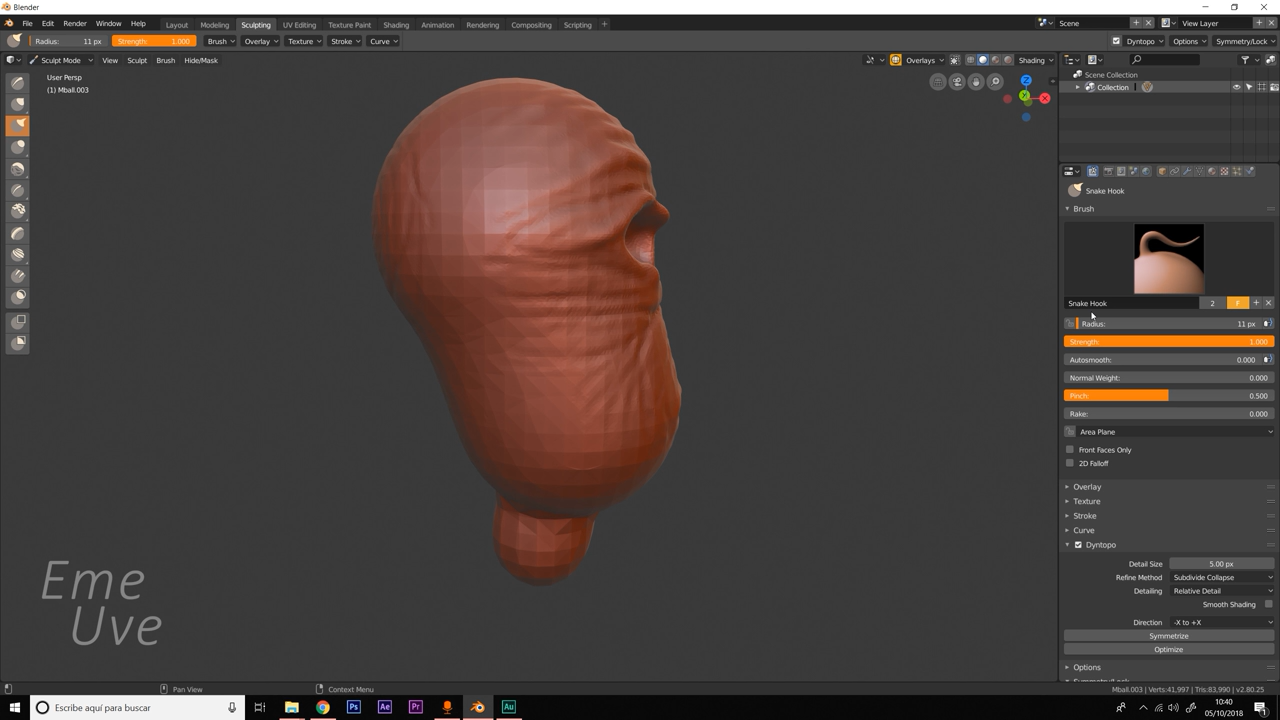 Blender
File Edit Render Window Help Layout Modeling Sculpting UV Editing Texture Paint Shading Animation Rendering Compositing Scripting + Scene View Layer
Radius: 11 px Strength: 1.000 Brush Overlay Texture Stroke Curve Dyntopo Options Symmetry/Lock
Sculpt Mode View Sculpt Brush Hide/Mask Overlays Shading
User Persp
(1) Mball.003
Z
Y
X
Scene Collection
Collection
Snake Hook
Brush
Snake Hook 2 F
Radius: 11 px
Strength: 1.000
Autosmooth: 0.000
Normal Weight: 0.000
Pinch: 0.500
Rake: 0.000
Area Plane
Front Faces Only
2D Falloff
Overlay
Texture
Stroke
Curve
Dyntopo
Detail Size 5.00 px
Refine Method Subdivide Collapse
Detailing Relative Detail
Smooth Shading
Direction -X to +X
Symmetrize
Optimize
Options
Eme
Uve
Pan View Context Menu Mball.003 | Verts:41,997 | Tris:83,990 | v2.80.25
Escribe aquí para buscar Ps Ae Pr Au 10:40
05/10/2018